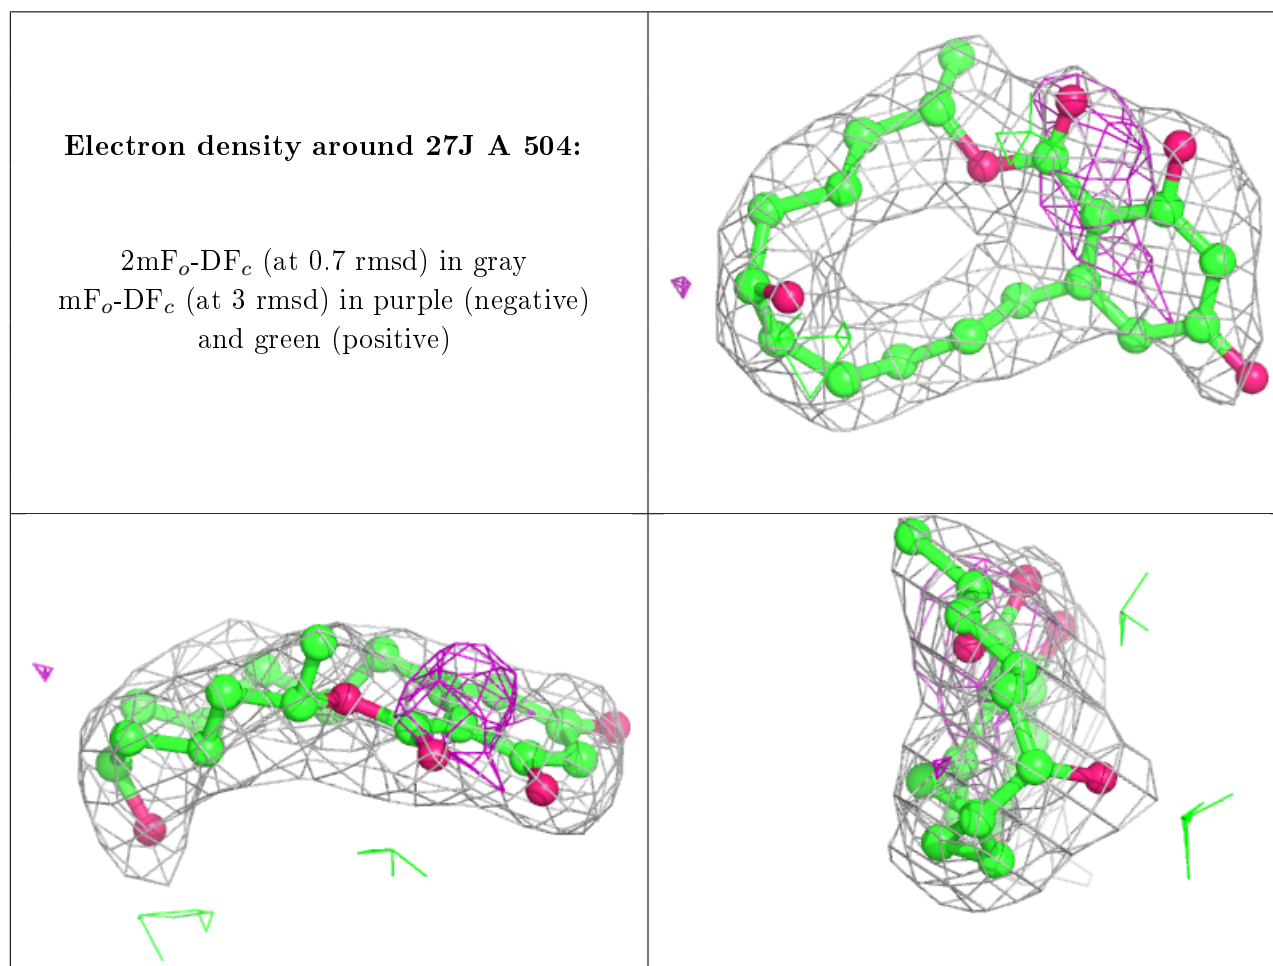 Electron density around 27J A 504:
2mFo-DFc (at 0.7 rmsd) in gray
mFo-DFc (at 3 rmsd) in purple (negative)
and green (positive)